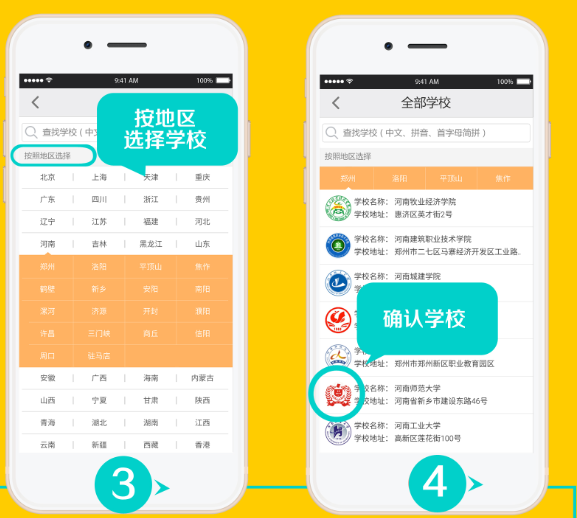 9:41 AM 100%
按地区
选择学校
查找学校（中文
按照地区选择
北京 | 上海 | 天津 | 重庆
广东 | 四川 | 浙江 | 贵州
辽宁 | 江苏 | 福建 | 河北
河南 | 吉林 | 黑龙江 | 山东
郑州 洛阳 平顶山 焦作
鹤壁 新乡 安阳 南阳
漯河 济源 开封 濮阳
许昌 三门峡 商丘 信阳
周口 驻马店
安徽 | 广西 | 海南 | 内蒙古
山西 | 宁夏 | 甘肃 | 陕西
青海 | 湖北 | 湖南 | 江西
云南 | 新疆 | 西藏 | 香港
3
9:41 AM 100%
全部学校
查找学校（中文、拼音、首字母简拼）
按照地区选择
郑州 洛阳 平顶山 焦作
学校名称： 河南牧业经济学院
学校地址： 惠济区英才街2号
学校名称： 河南建筑职业技术学院
学校地址： 郑州市二七区马寨经济开发区工业路..
学校名称： 河南城建学院
确认学校
学校地址： 郑州市郑州新区职业教育园区
学校名称： 河南师范大学
学校地址： 河南省新乡市建设东路46号
学校名称： 河南工业大学
学校地址： 高新区莲花街100号
4